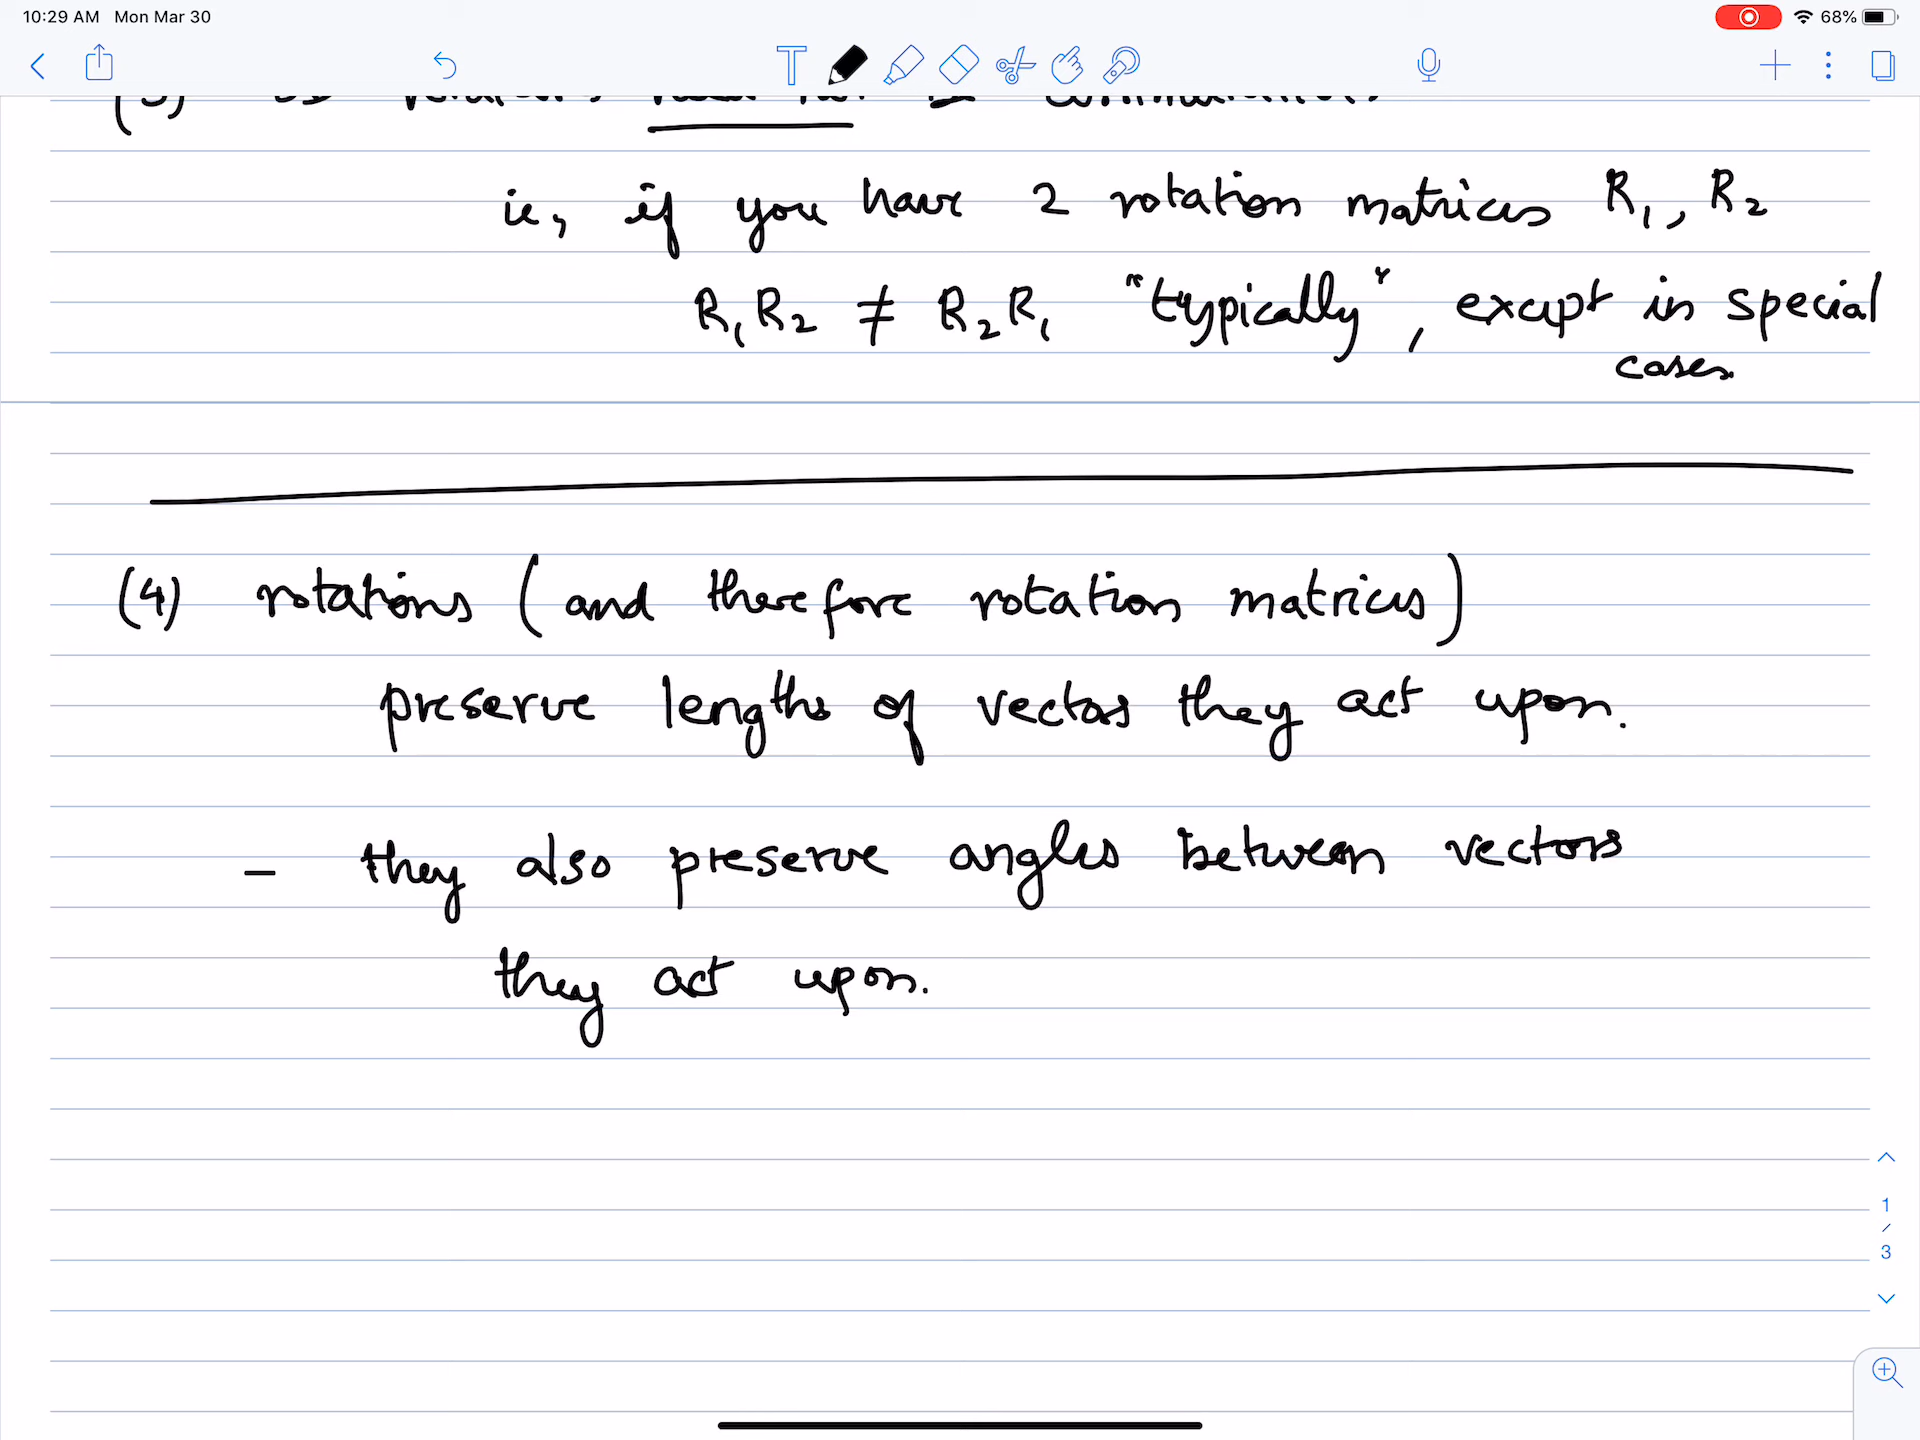 10:29 AM Mon Mar 30
68%
(3)
ie, if you have 2 rotation matrices R₁, R₂
R₁R₂ ≠ R₂R₁ "typically", except in special
cases.
(4) rotations (and therefore rotation matrices)
preserve lengths of vectors they act upon.
– they also preserve angles between vectors
they act upon.
1
/
3